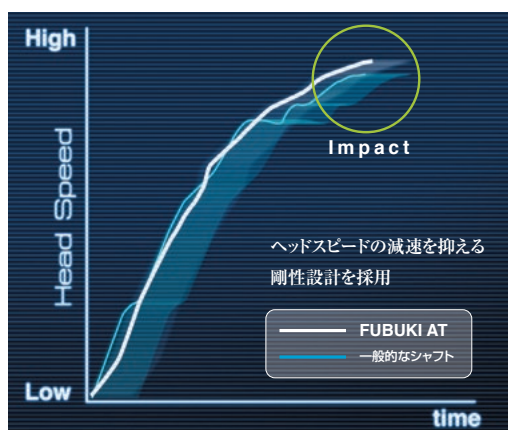 High
Head Speed
Impact
ヘッドスピードの減速を抑える
剛性設計を採用
FUBUKI AT
一般的なシャフト
Low
time